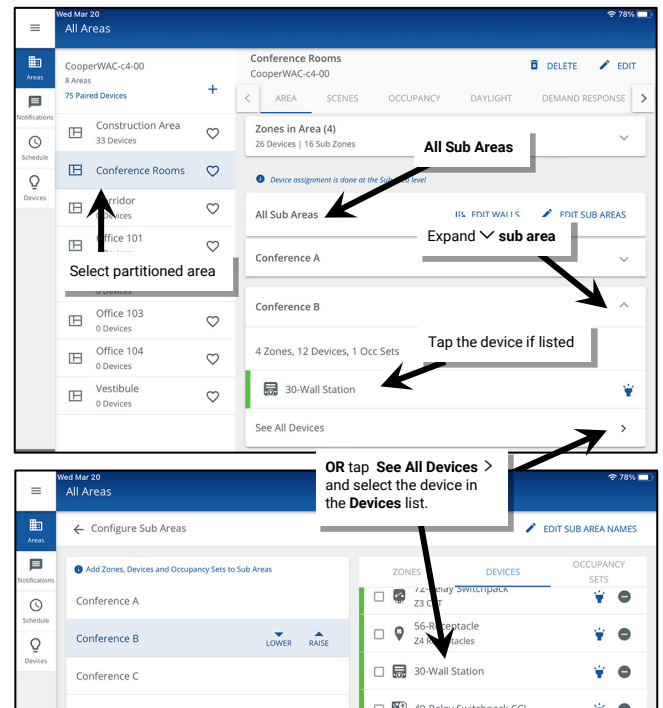 Wed Mar 20
78%
All Areas
Areas
Notifications
Schedule
Devices
CooperWAC-c4-00
8 Areas
75 Paired Devices
+
Construction Area
33 Devices
Conference Rooms
Office 101
Select partitioned area
0 Devices
Office 103
0 Devices
Office 104
0 Devices
Vestibule
0 Devices
Conference Rooms
CooperWAC-c4-00
DELETE
EDIT
AREA SCENES OCCUPANCY DAYLIGHT DEMAND RESPONSE
Zones in Area (4)
26 Devices | 16 Sub Zones
All Sub Areas
Device assignment is done at the Sub level
All Sub Areas
EDIT WALLS
EDIT SUB AREAS
Expand sub area
Conference A
Conference B
4 Zones, 12 Devices, 1 Occ Sets
Tap the device if listed
30-Wall Station
See All Devices >
OR tap See All Devices >
and select the device in
the Devices list.
Wed Mar 20
78%
All Areas
Areas
Notifications
Schedule
Devices
← Configure Sub Areas
EDIT SUB AREA NAMES
Add Zones, Devices and Occupancy Sets to Sub Areas
Conference A
Conference B
LOWER RAISE
Conference C
ZONES DEVICES OCCUPANCY
SETS
72-Relay Switchpack
Z3
56-Receptacle
Z4
30-Wall Station